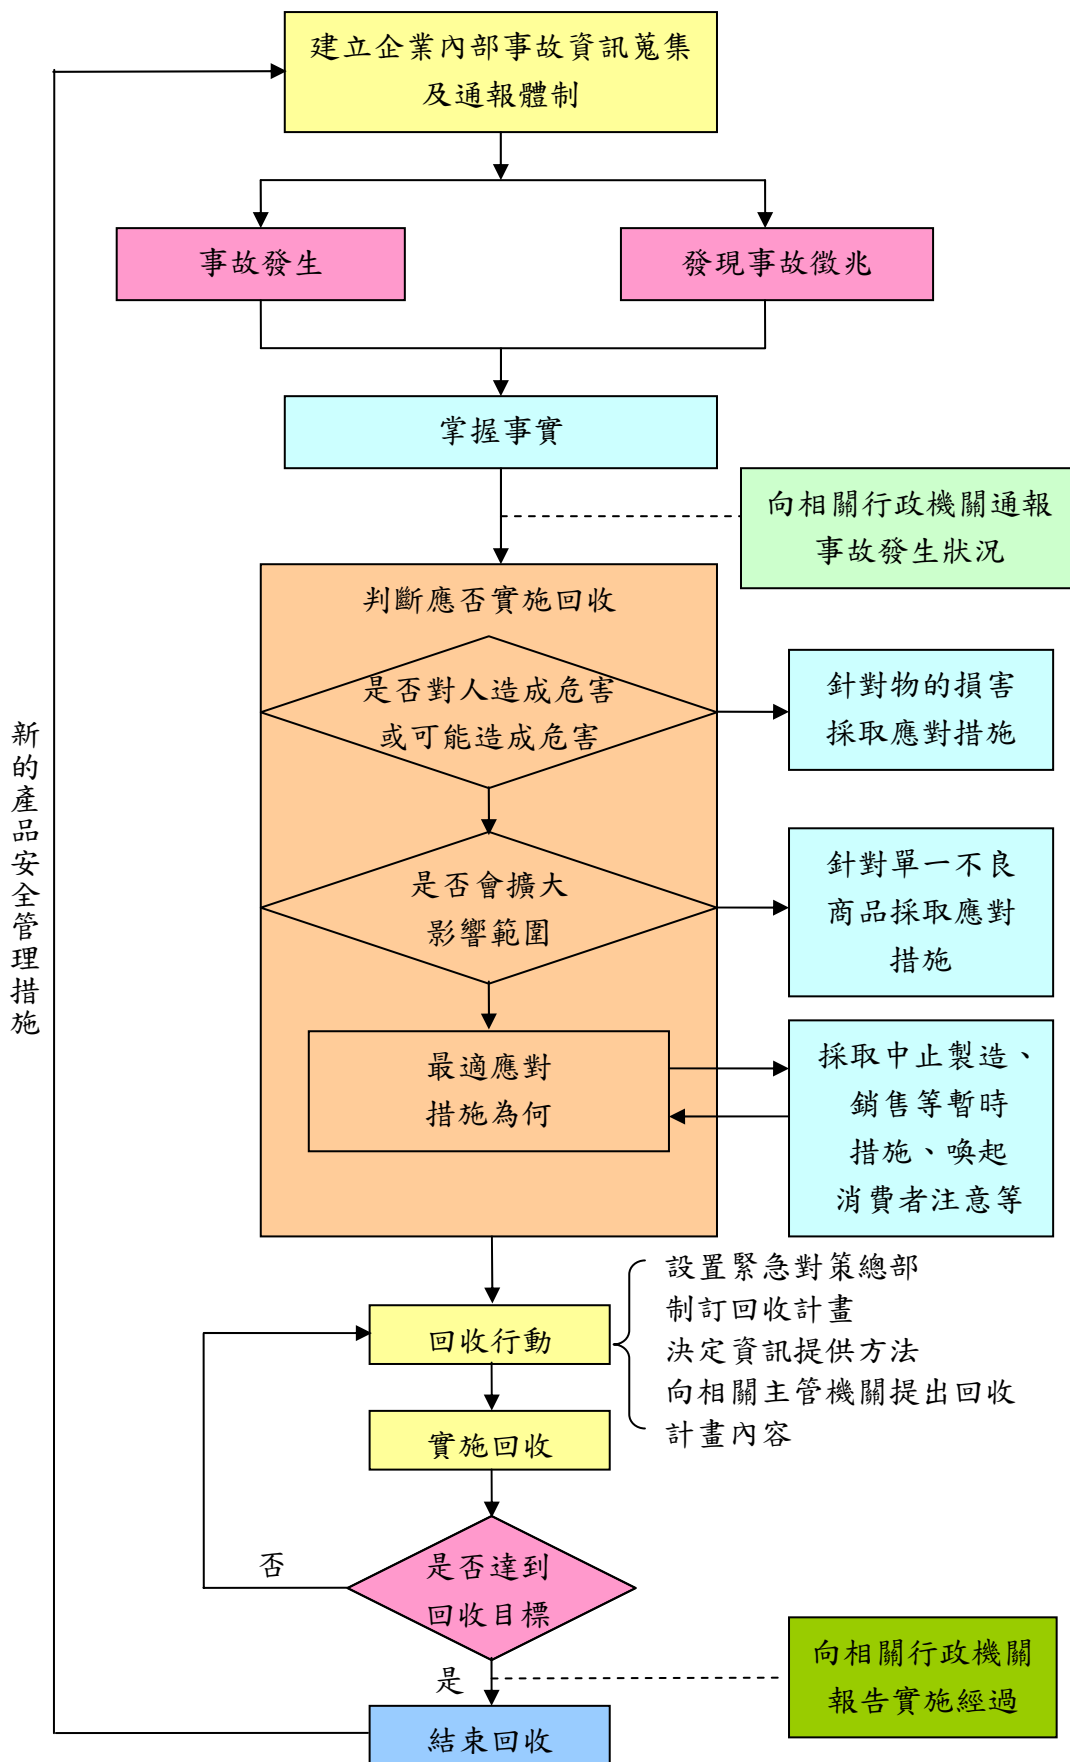 建立企業內部事故資訊蒐集
及通報體制
事故發生
發現事故徵兆
掌握事實
向相關行政機關通報
事故發生狀況
判斷應否實施回收
是否對人造成危害
或可能造成危害
針對物的損害
採取應對措施
新的產品安全管理措施
是否會擴大
影響範圍
針對單一不良
商品採取應對
措施
最適應對
措施為何
採取中止製造、
銷售等暫時
措施、喚起
消費者注意等
回收行動
設置緊急對策總部
制訂回收計畫
決定資訊提供方法
向相關主管機關提出回收
計畫內容
實施回收
是否達到
回收目標
否
是
向相關行政機關
報告實施經過
結束回收